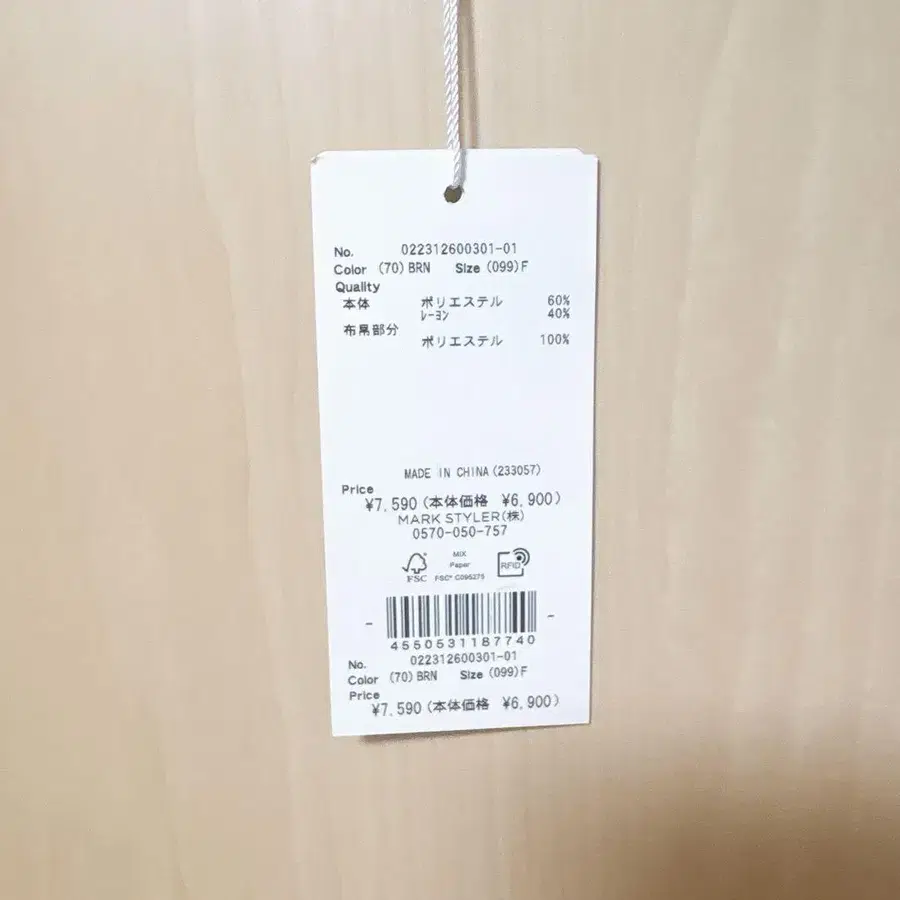 No. 022312600301-01
Color (70) BRN Size (099) F
Quality
本体 ポリエステル 60%
レーヨン 40%
布帛部分
ポリエステル 100%
MADE IN CHINA (233057)
Price
¥7,590 (本体価格 ¥6,900)
MARK STYLER(株)
0570-050-757
FSC MIX Paper FSC® C095275 RFID
4550531187740
No. 022312600301-01
Color (70) BRN Size (099) F
Price
¥7,590 (本体価格 ¥6,900)